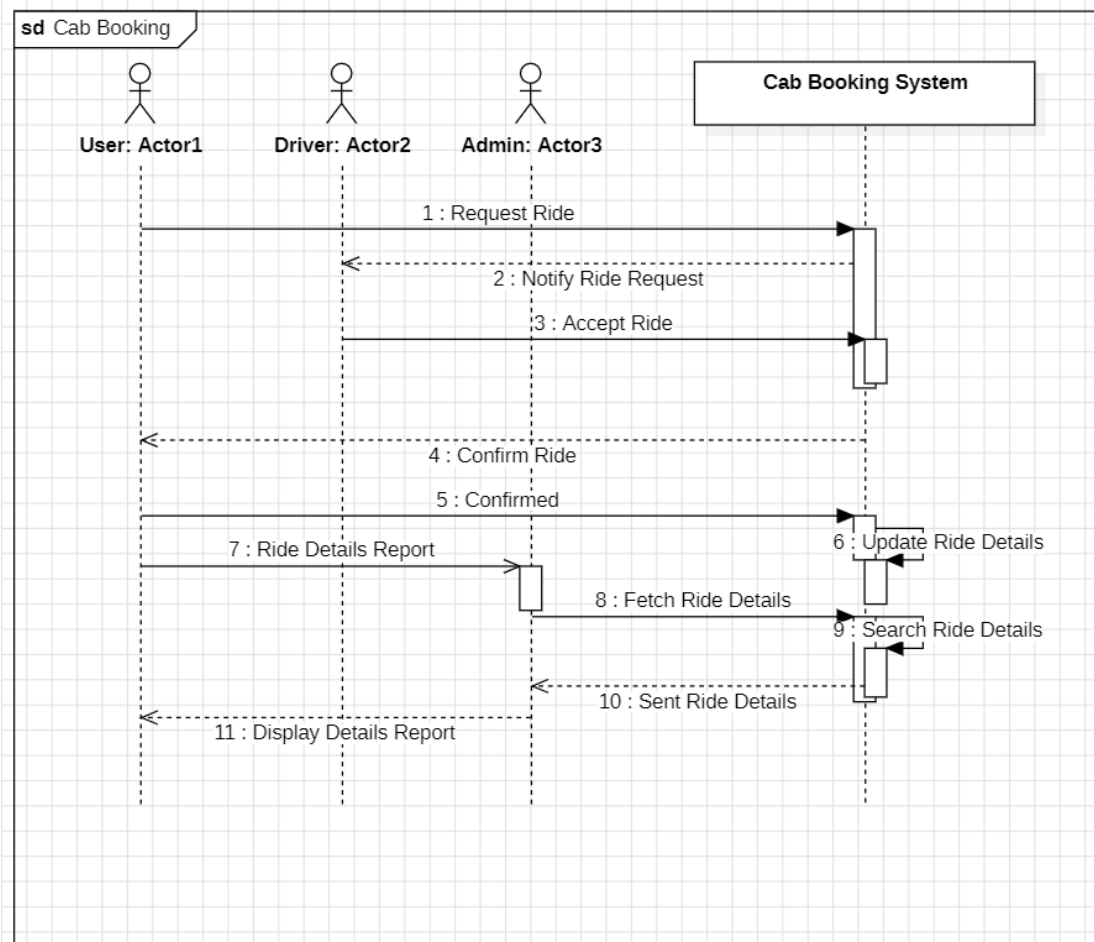 sd Cab Booking
Cab Booking System
User: Actor1
Driver: Actor2
Admin: Actor3
1 : Request Ride
2 : Notify Ride Request
3 : Accept Ride
4 : Confirm Ride
5 : Confirmed
6 : Update Ride Details
7 : Ride Details Report
8 : Fetch Ride Details
9 : Search Ride Details
10 : Sent Ride Details
11 : Display Details Report